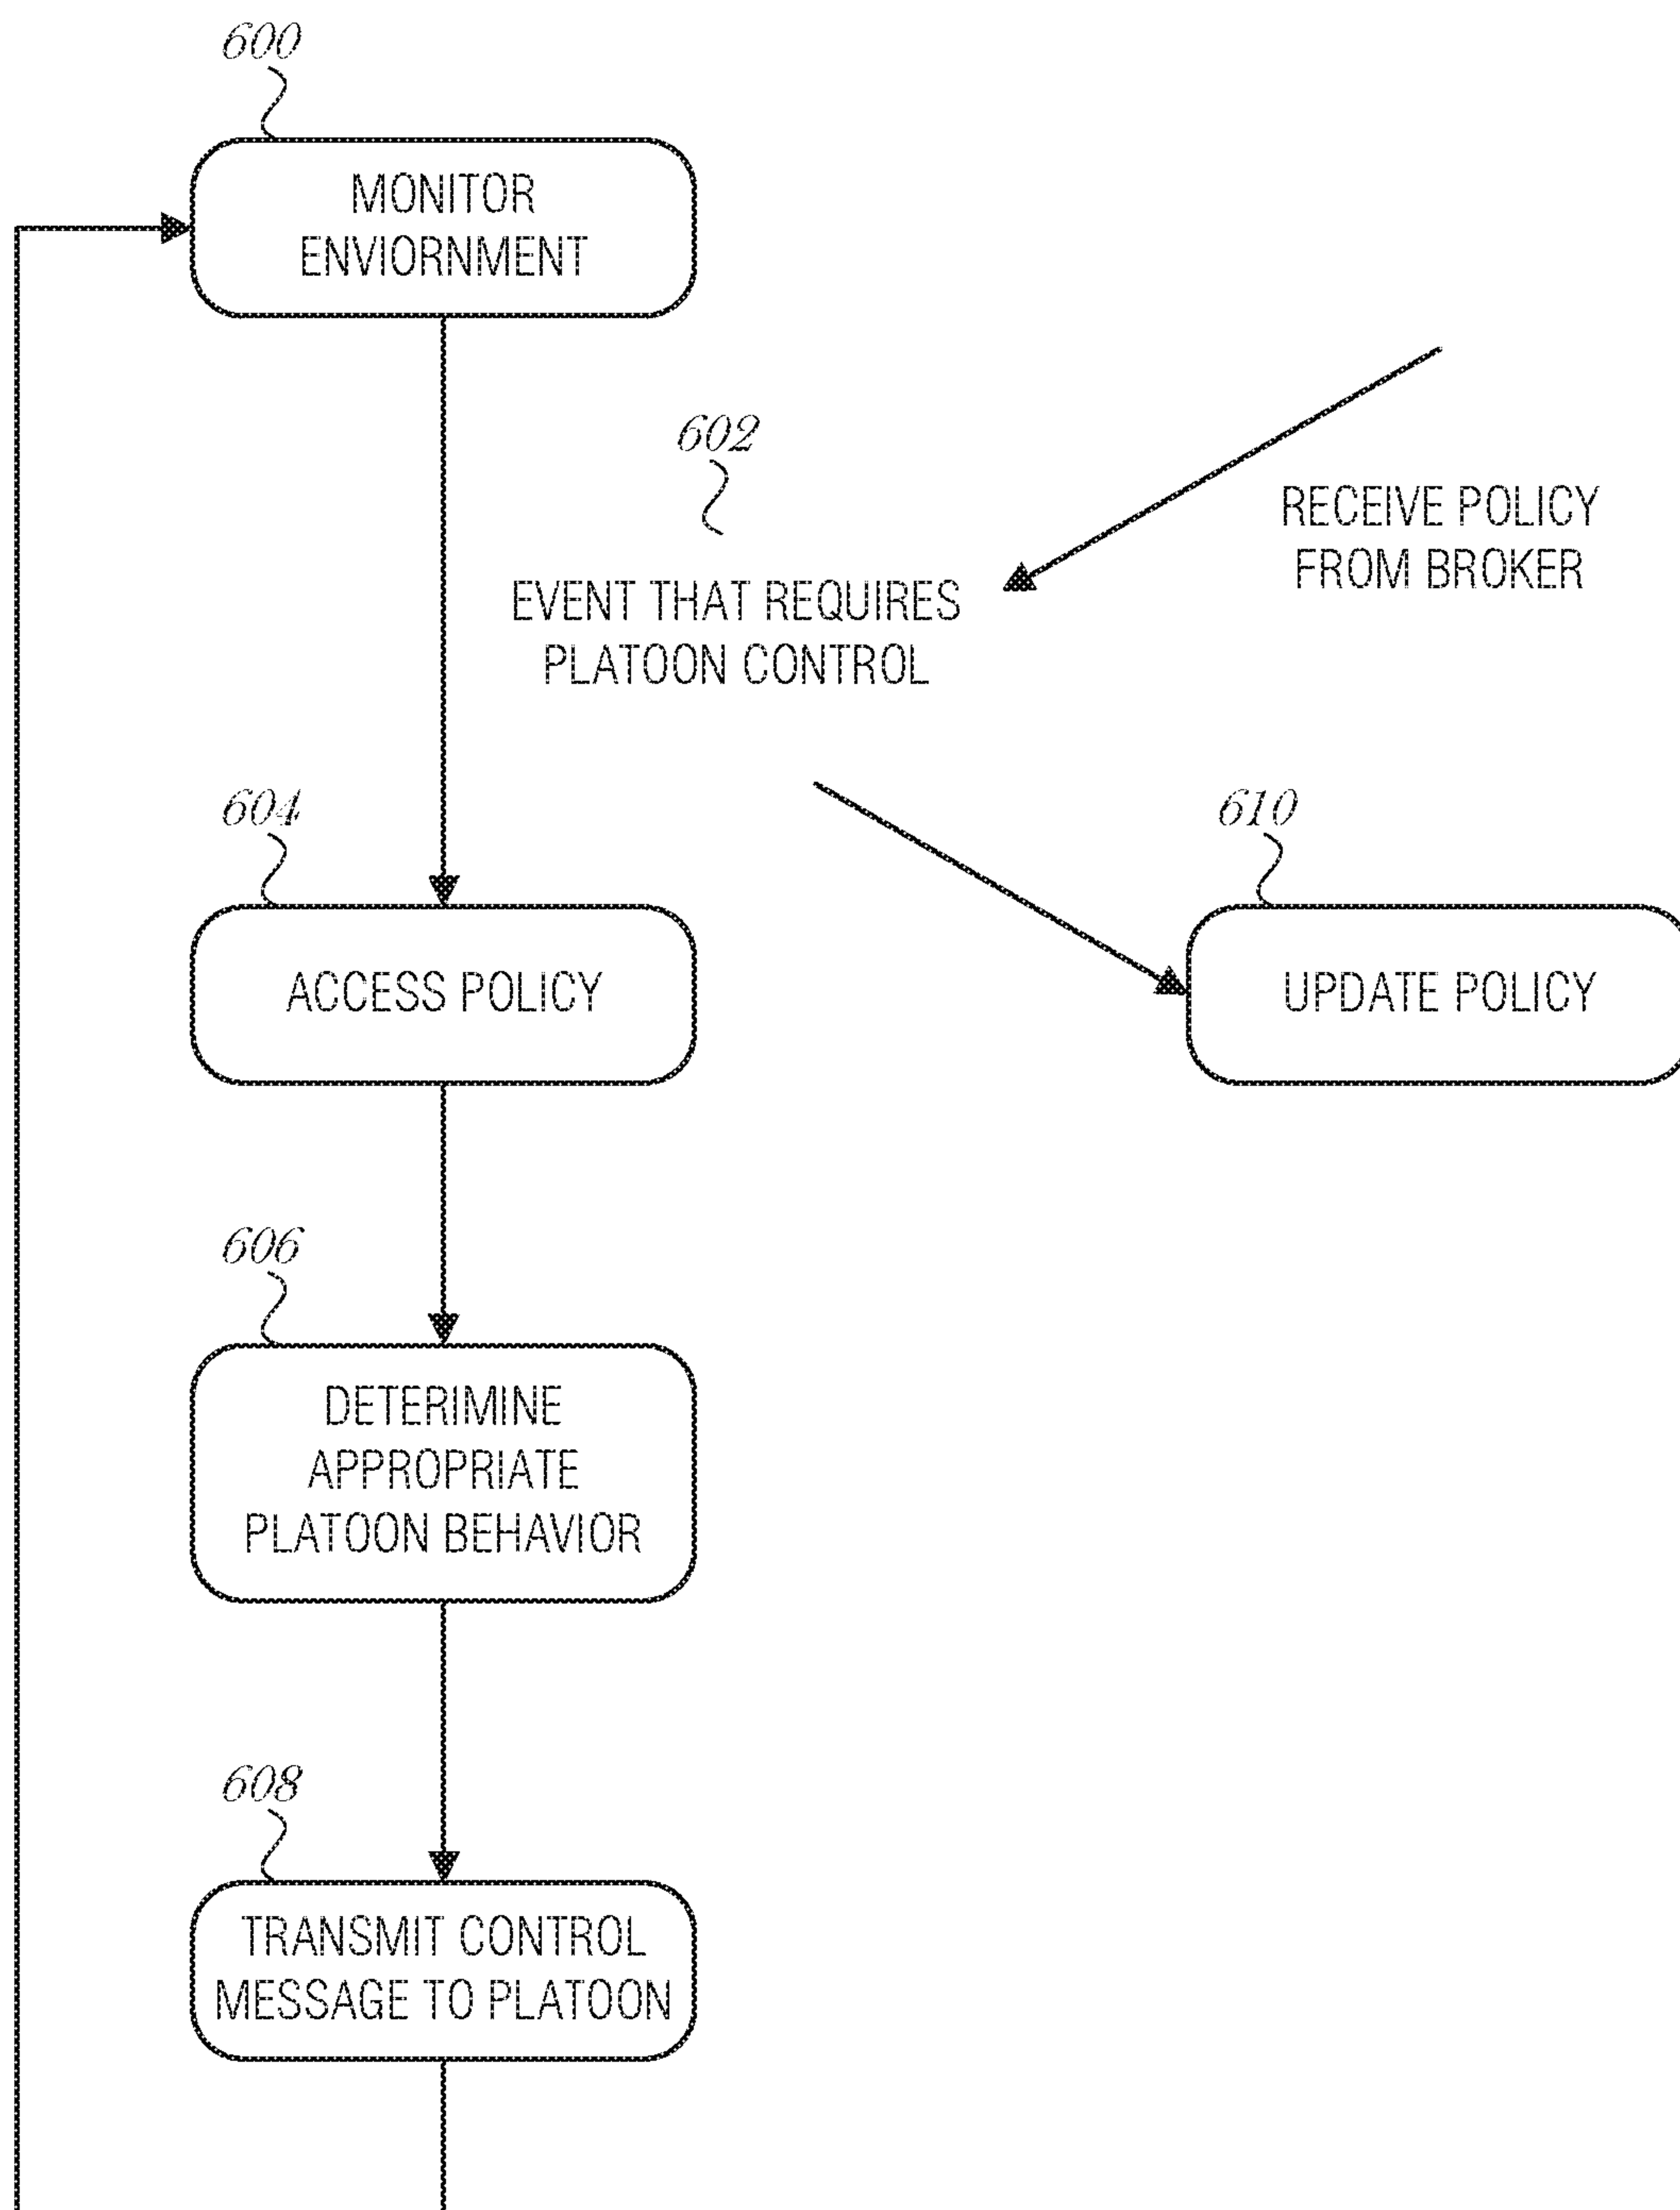 600
MONITOR
ENVIORNMENT
602
RECEIVE POLICY
FROM BROKER
EVENT THAT REQUIRES
PLATOON CONTROL
604
ACCESS POLICY
610
UPDATE POLICY
606
DETERIMINE
APPROPRIATE
PLATOON BEHAVIOR
608
TRANSMIT CONTROL
MESSAGE TO PLATOON